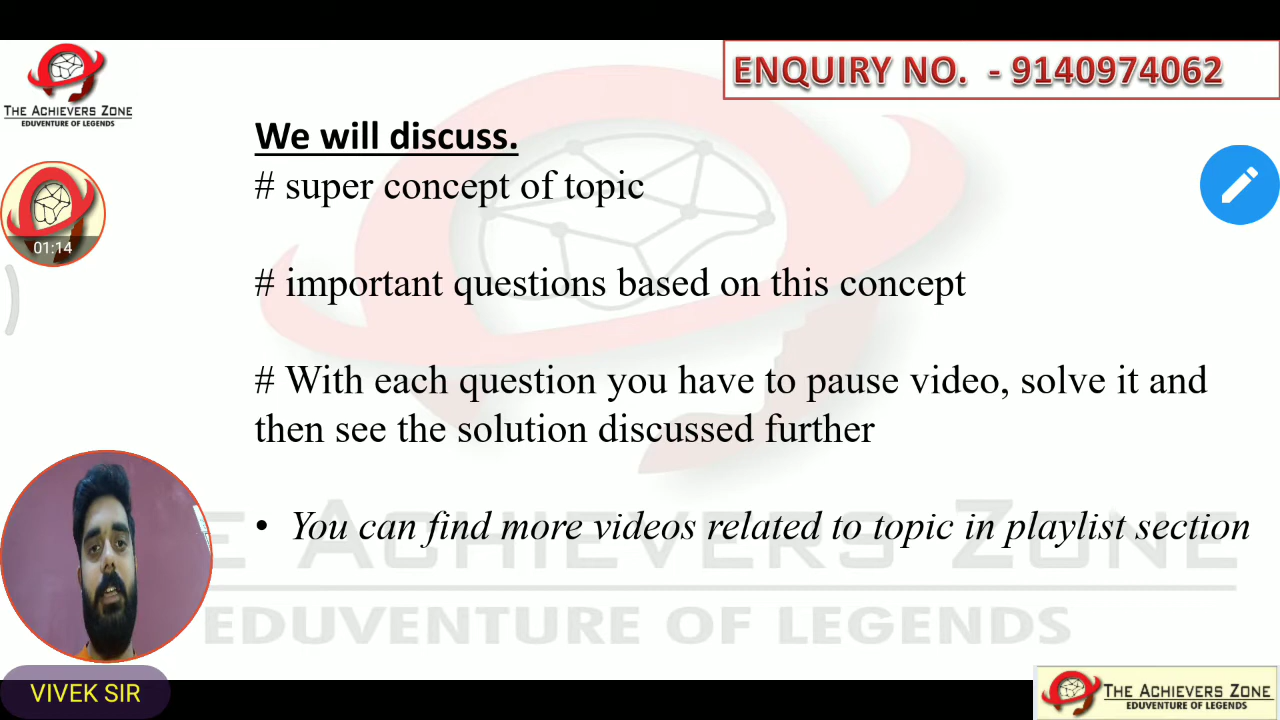 THE ACHIEVERS ZONE
EDUVENTURE OF LEGENDS
ENQUIRY NO. - 9140974062
We will discuss.
# super concept of topic
01:14
# important questions based on this concept
# With each question you have to pause video, solve it and
then see the solution discussed further
• You can find more videos related to topic in playlist section
THE ACHIEVERS ZONE
EDUVENTURE OF LEGENDS
VIVEK SIR
THE ACHIEVERS ZONE
EDUVENTURE OF LEGENDS